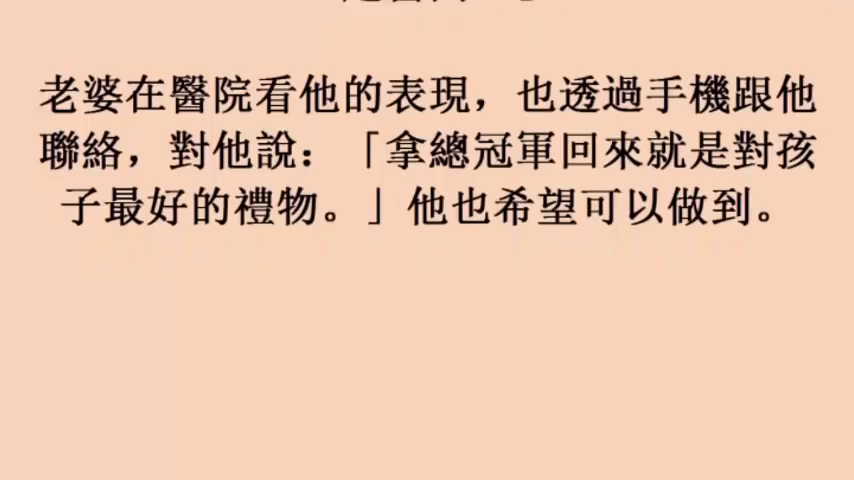 老婆在醫院看他的表現，也透過手機跟他
聯絡，對他說：「拿總冠軍回來就是對孩
子最好的禮物。」他也希望可以做到。